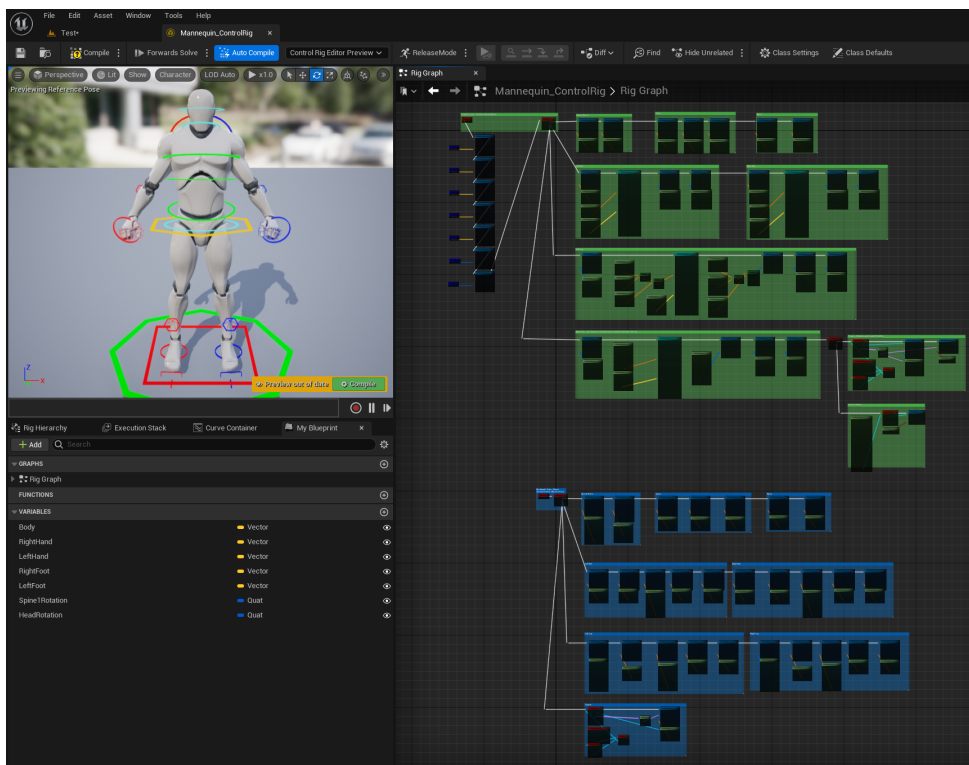 File Edit Asset Window Tools Help
Test•
Mannequin_ControlRig ×
Compile
Forwards Solve
Auto Compile
Control Rig Editor Preview
ReleaseMode
Diff
Find
Hide Unrelated
Class Settings
Class Defaults
Perspective
Lit
Show
Character
LOD Auto
x1.0
Previewing Reference Pose
Z
X
Preview out of date
Compile
Rig Graph ×
Mannequin_ControlRig > Rig Graph
Rig Hierarchy
Execution Stack
Curve Container
My Blueprint ×
+ Add
Search
GRAPHS
Rig Graph
FUNCTIONS
VARIABLES
Body Vector
RightHand Vector
LeftHand Vector
RightFoot Vector
LeftFoot Vector
Spine1Rotation Quat
HeadRotation Quat